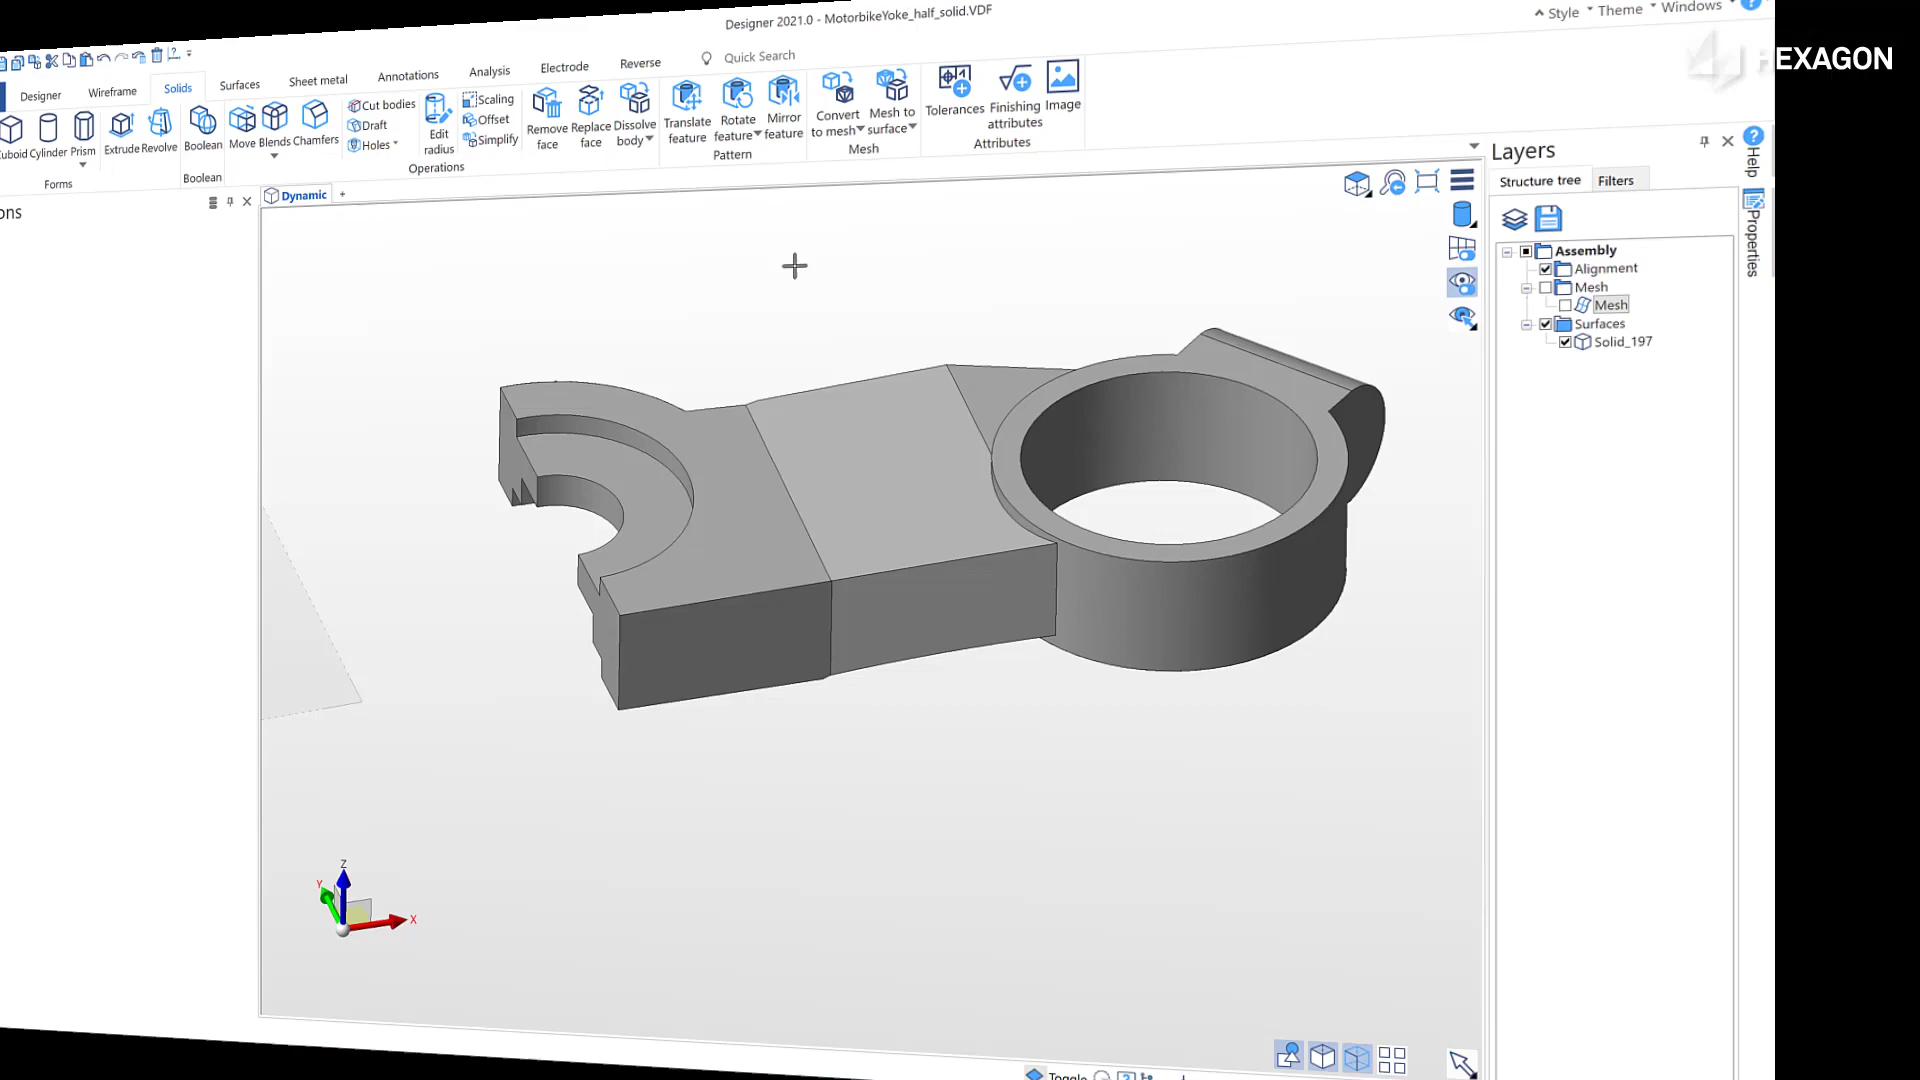 Designer 2021.0 - MotorbikeYoke_half_solid.VDF
Style Theme Windows
HEXAGON
Designer Wireframe Solids Surfaces Sheet metal Annotations Analysis Electrode Reverse Quick Search
Cuboid Cylinder Prism Extrude Revolve Boolean Move Blends Chamfers
Cut bodies
Draft
Holes
Edit radius
Scaling
Offset
Simplify
Remove face
Replace face
Dissolve body
Translate feature
Rotate feature
Mirror feature
Convert to mesh
Mesh to surface
Tolerances
Finishing attributes
Image
Forms Boolean Operations Pattern Mesh Attributes
ons
Dynamic +
Layers
Structure tree Filters
Assembly
Alignment
Mesh
Mesh
Surfaces
Solid_197
Help
Properties
Z
Y
X
Toggle